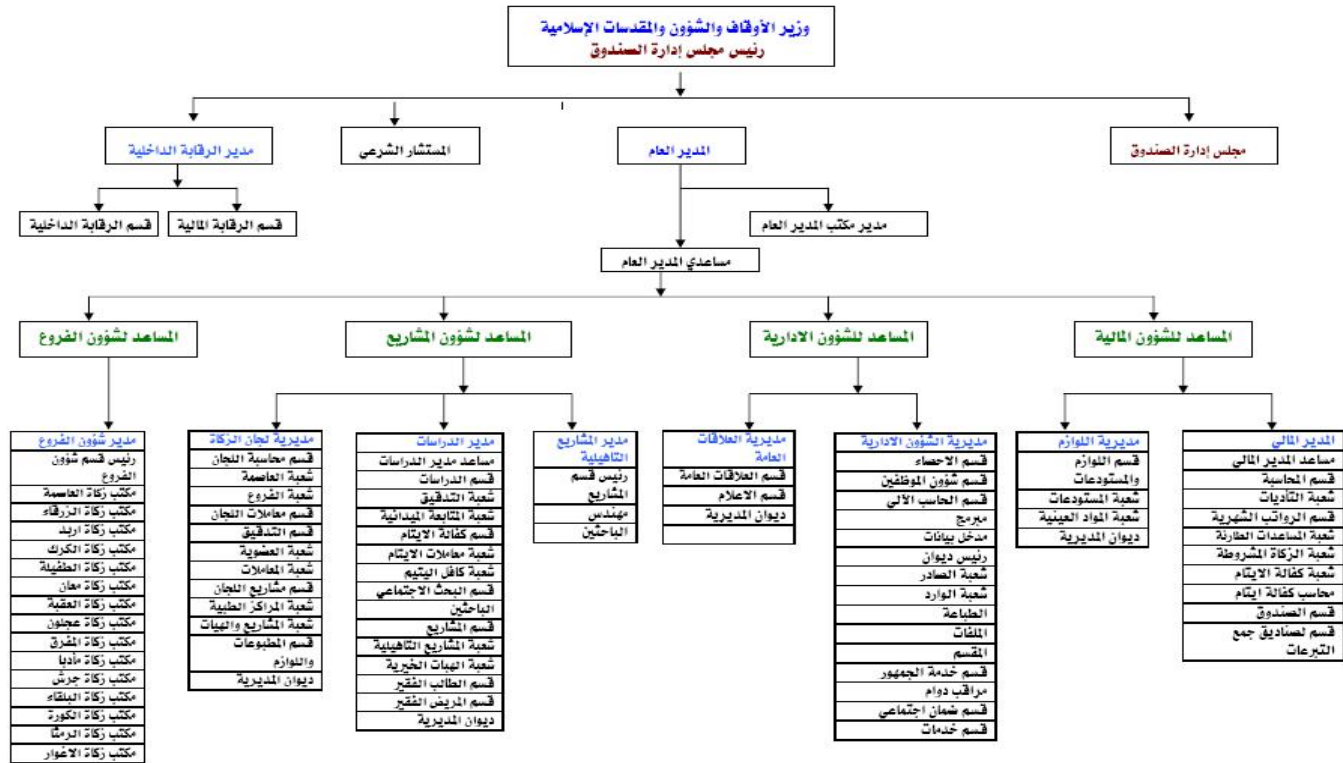 وزير الأوقاف والشؤون والمقدسات الإسلامية
رئيس مجلس إدارة الصندوق
مجلس إدارة الصندوق
المدير العام
المستشار الشرعي
مدير الرقابة الداخلية
مدير مكتب المدير العام
قسم الرقابة المالية
قسم الرقابة الداخلية
مساعدي المدير العام
المساعد للشؤون المالية
المساعد للشؤون الادارية
المساعد لشؤون المشاريع
المساعد لشؤون الفروع
المدير المالي
مساعد المدير المالي
قسم المحاسبة
شعبة التأديات
قسم الرواتب الشهرية
شعبة المساعدات الطارئة
شعبة الزكاة المشروطة
شعبة كفالة الايتام
محاسب كفالة ايتام
قسم الصندوق
قسم لصناديق جمع
التبرعات
مديرية اللوازم
قسم اللوازم
والمستودعات
شعبة المستودعات
شعبة المواد العينية
ديوان المديرية
مديرية الشؤون الادارية
قسم الاحصاء
قسم شؤون الموظفين
قسم الحاسب الآلي
مبرمج
مدخل بيانات
رئيس ديوان
شعبة الصادر
شعبة الوارد
الطباعة
الملفات
المقسم
قسم خدمة الجمهور
مراقب دوام
قسم ضمان اجتماعي
قسم خدمات
مديرية العلاقات
العامة
قسم العلاقات العامة
قسم الاعلام
ديوان المديرية
مدير المشاريع
التاهيلية
رئيس قسم
المشاريع
مهندس
الباحثين
مدير الدراسات
مساعد مدير الدراسات
قسم الدراسات
شعبة التدقيق
شعبة المتابعة الميدانية
قسم كفالة الايتام
شعبة معاملات الايتام
شعبة كافل اليتيم
قسم البحث الاجتماعي
الباحثين
قسم المشاريع
شعبة المشاريع التاهيلية
شعبة الهبات الخيرية
قسم الطالب الفقير
قسم المريض الفقير
ديوان المديرية
مديرية لجان الزكاة
قسم محاسبة اللجان
شعبة العاصمة
شعبة الفروع
قسم معاملات اللجان
قسم التدقيق
شعبة العضوية
شعبة المعاملات
قسم مشاريع اللجان
شعبة المراكز الطبية
شعبة المشاريع والهبات
قسم المطبوعات
واللوازم
ديوان المديرية
مدير شؤون الفروع
رئيس قسم شؤون
الفروع
مكتب زكاة العاصمة
مكتب زكاة الزرقاء
مكتب زكاة اربد
مكتب زكاة الكرك
مكتب زكاة الطفيلة
مكتب زكاة معان
مكتب زكاة العقبة
مكتب زكاة عجلون
مكتب زكاة المفرق
مكتب زكاة مأدبا
مكتب زكاة جرش
مكتب زكاة البلقاء
مكتب زكاة الكورة
مكتب زكاة الرمثا
مكتب زكاة الاغوار